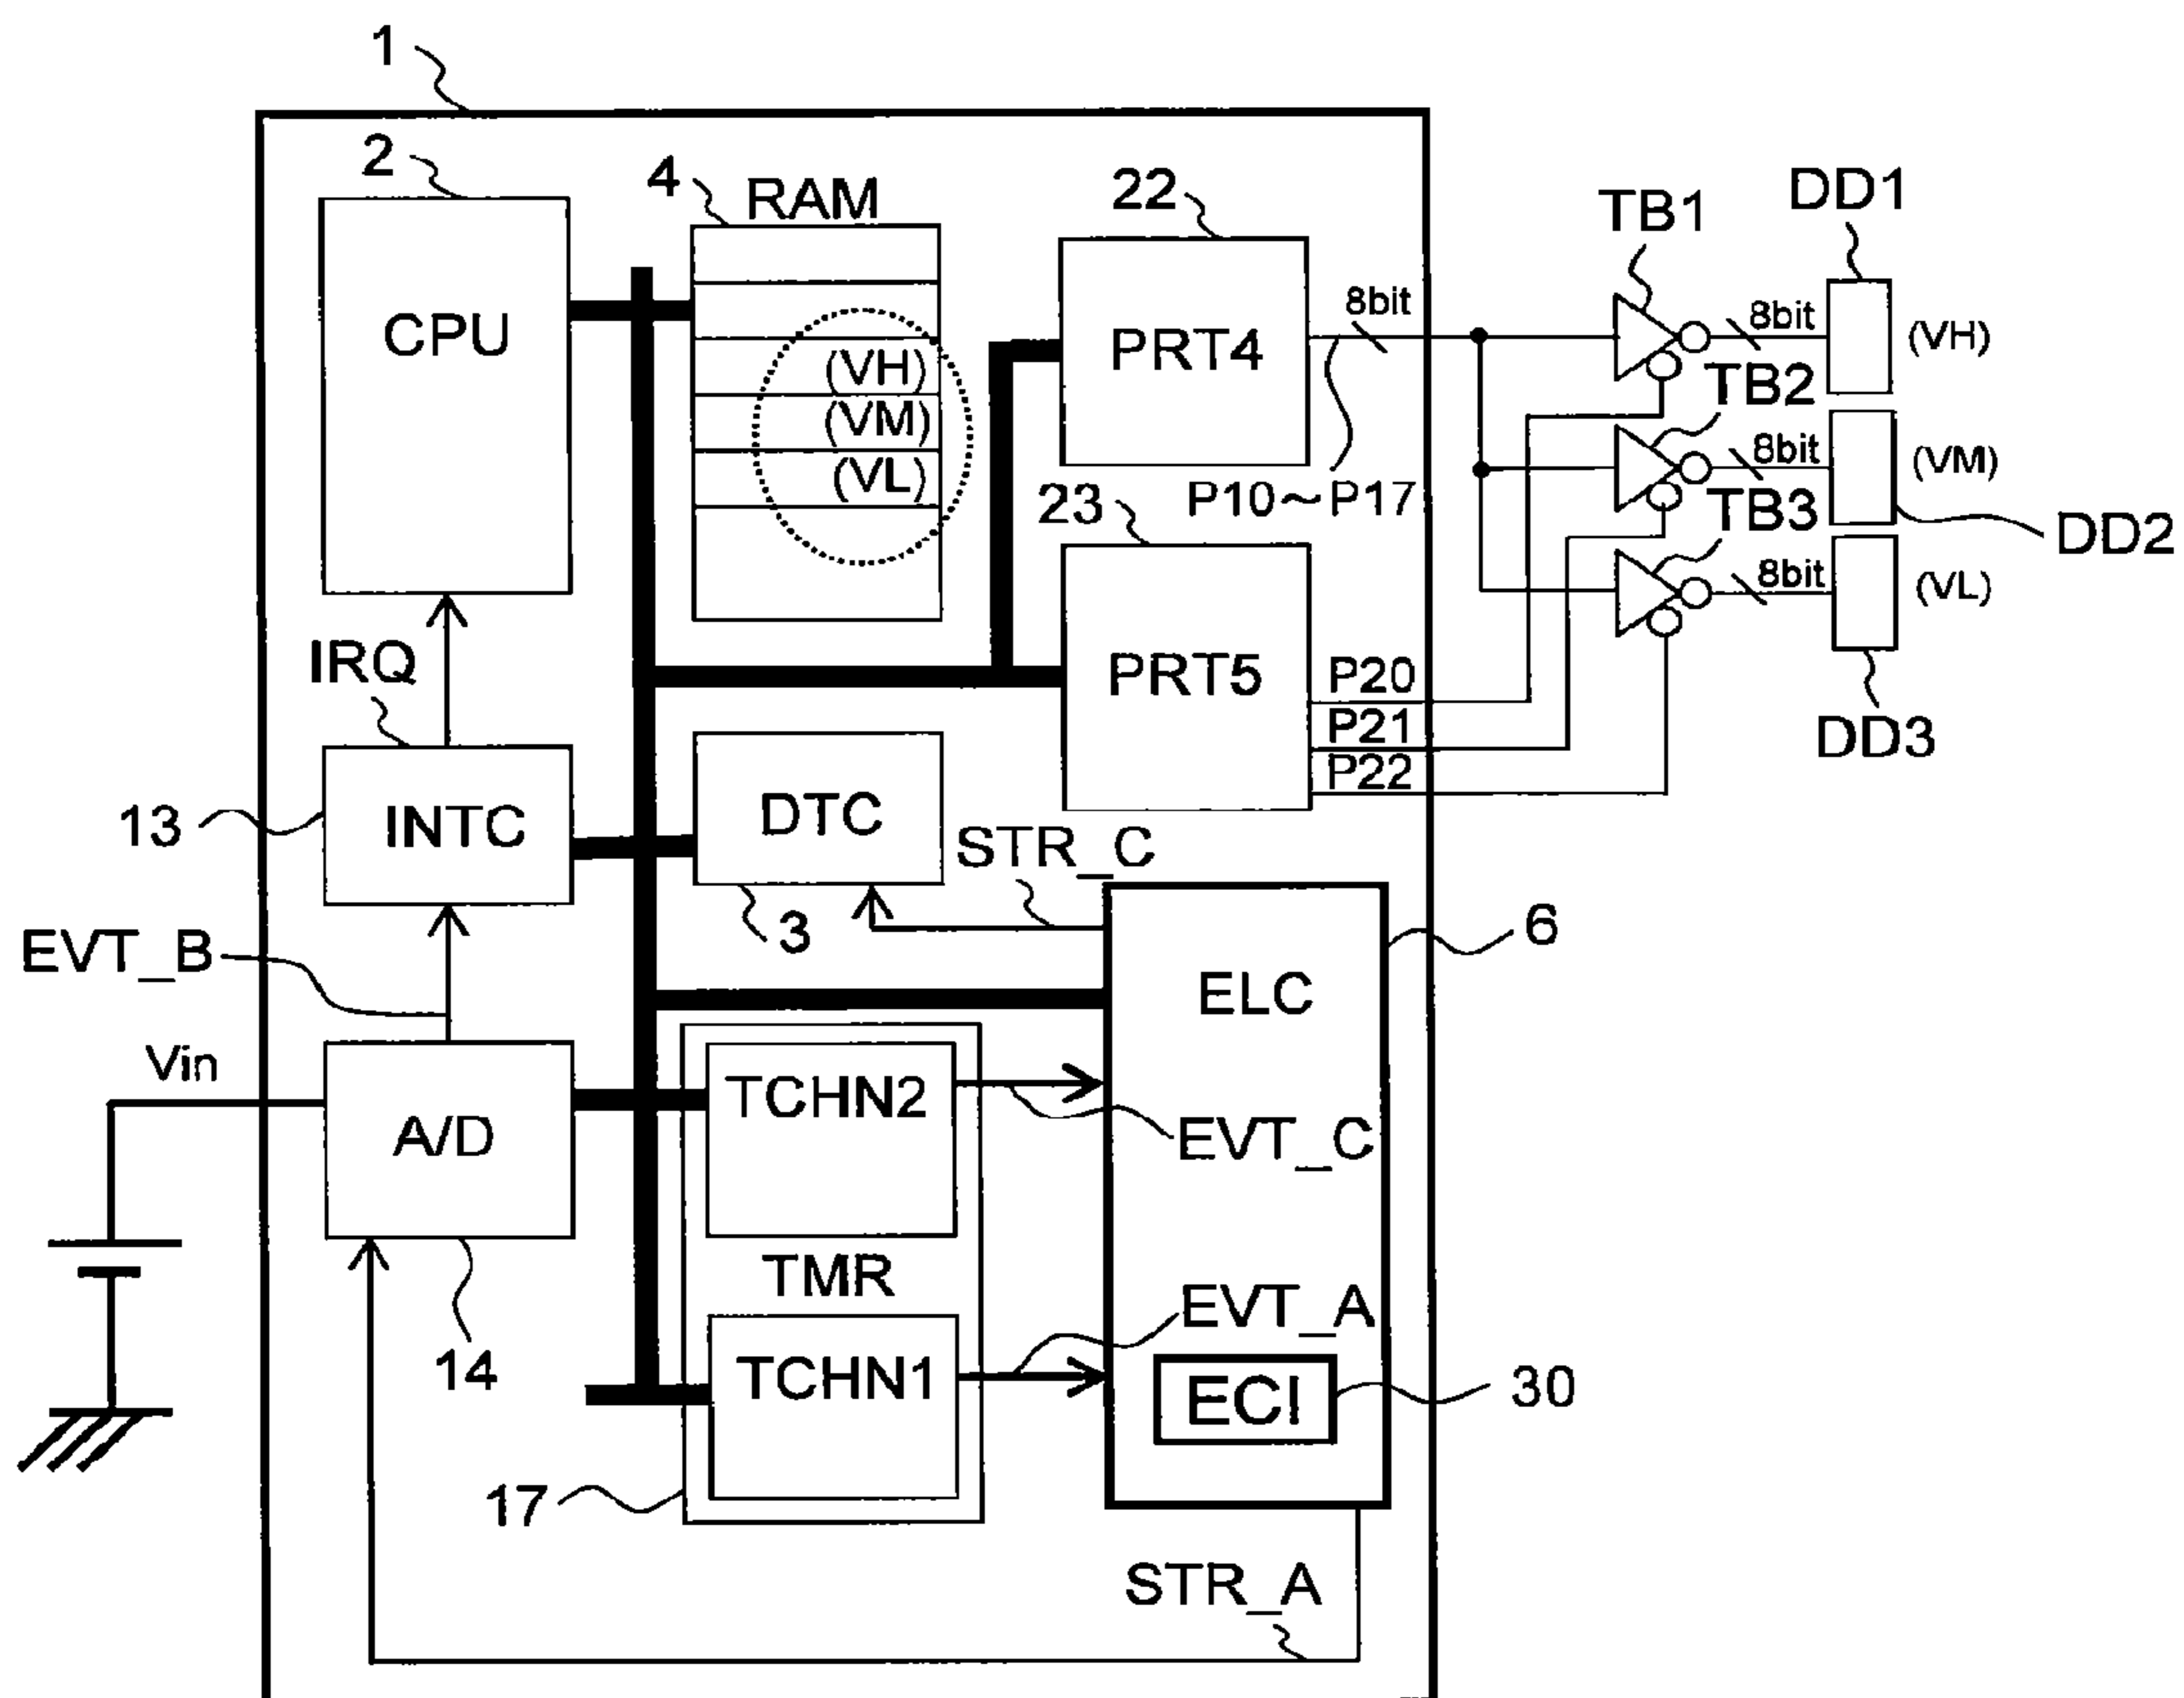 1
2
4
RAM
22
DD1
TB1
CPU
8bit
8bit
PRT4
(VH)
(VH)
TB2
(VM)
8bit
(VM)
(VL)
P10～P17
23
TB3
DD2
8bit
(VL)
IRQ
PRT5
P20
P21
P22
DD3
13
INTC
DTC
STR_C
3
6
EVT_B
ELC
Vin
TCHN2
A/D
EVT_C
TMR
EVT_A
14
TCHN1
ECI
30
17
STR_A